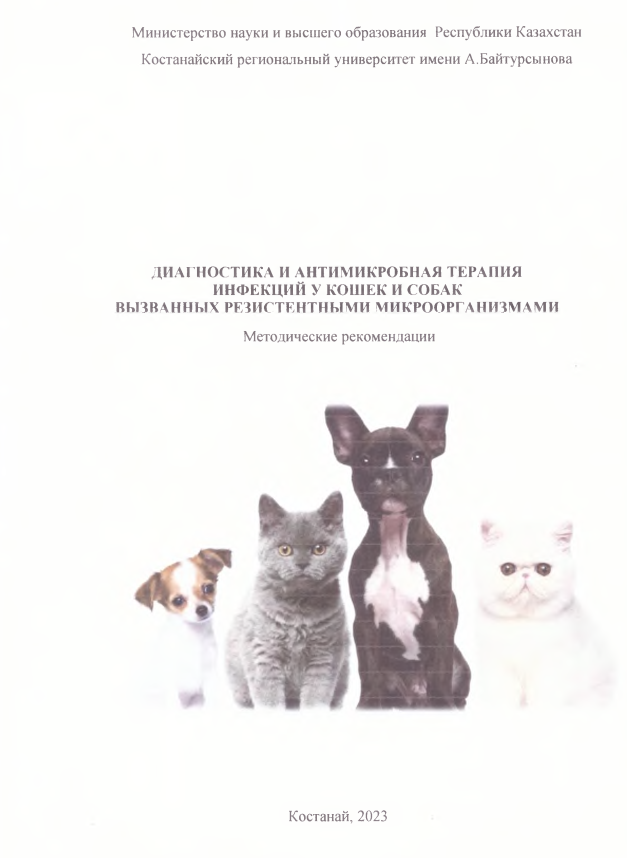 Министерство науки и высшего образования Республики Казахстан
Костанайский региональный университет имени А.Байтурсынова
ДИАГНОСТИКА И АНТИМИКРОБНАЯ ТЕРАПИЯ
ИНФЕКЦИЙ У КОШЕК И СОБАК
ВЫЗВАННЫХ РЕЗИСТЕНТНЫМИ МИКРООРГАНИЗМАМИ
Методические рекомендации
Костанай, 2023